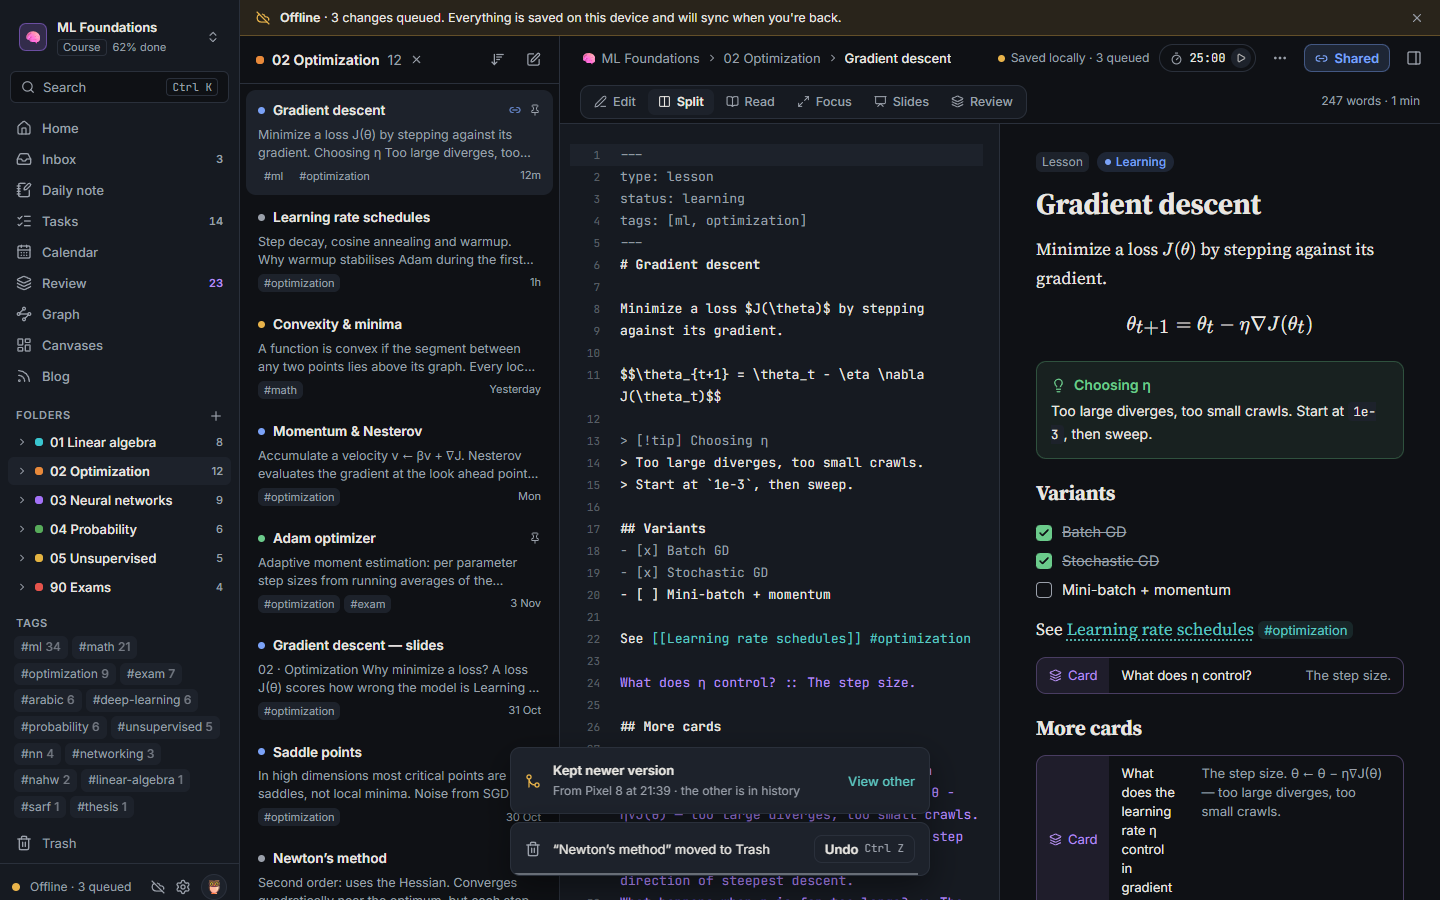 ML Foundations
Course 62% done
Search Ctrl K
Home
Inbox 3
Daily note
Tasks 14
Calendar
Review 23
Graph
Canvases
Blog
FOLDERS
01 Linear algebra 8
02 Optimization 12
03 Neural networks 9
04 Probability 6
05 Unsupervised 5
90 Exams 4
TAGS
#ml 34 #math 21
#optimization 9 #exam 7
#arabic 6 #deep-learning 6
#probability 6 #unsupervised 5
#nn 4 #networking 3
#nahw 2 #linear-algebra 1
#sarf 1 #thesis 1
Trash
Offline · 3 queued
Offline · 3 changes queued. Everything is saved on this device and will sync when you're back.
02 Optimization 12
Gradient descent
Minimize a loss J(θ) by stepping against its
gradient. Choosing η Too large diverges, too...
#ml #optimization 12m
Learning rate schedules
Step decay, cosine annealing and warmup.
Why warmup stabilises Adam during the first...
#optimization 1h
Convexity & minima
A function is convex if the segment between
any two points lies above its graph. Every loc...
#math Yesterday
Momentum & Nesterov
Accumulate a velocity v ← βv + ∇J. Nesterov
evaluates the gradient at the look ahead point...
#optimization Mon
Adam optimizer
Adaptive moment estimation: per parameter
step sizes from running averages of the...
#optimization #exam 3 Nov
Gradient descent — slides
02 · Optimization Why minimize a loss? A loss
J(θ) scores how wrong the model is Learning ...
#optimization 31 Oct
Saddle points
In high dimensions most critical points are
saddles, not local minima. Noise from SGD
#optimization 30 Oct
Newton's method
Second order: uses the Hessian. Converges
quadratically near the optimum, but each step
ML Foundations > 02 Optimization > Gradient descent
Saved locally · 3 queued 25:00 Shared
Edit Split Read Focus Slides Review
247 words · 1 min
1 ---
2 type: lesson
3 status: learning
4 tags: [ml, optimization]
5 ---
6 # Gradient descent
7
8 Minimize a loss $J(\theta)$ by stepping
9 against its gradient.
10
11 $$\theta_{t+1} = \theta_t - \eta \nabla
J(\theta_t)$$
12
13 > [!tip] Choosing η
14 > Too large diverges, too small crawls.
15 > Start at `1e-3`, then sweep.
16
17 ## Variants
18 - [x] Batch GD
19 - [x] Stochastic GD
20 - [ ] Mini-batch + momentum
21
22 See [[Learning rate schedules]] #optimization
23
24 What does η control? :: The step size.
25
26 ## More cards
θ -
η∇J(θ) — too large diverges, too small crawls.
step
direction of steepest descent.
Kept newer version
From Pixel 8 at 21:39 · the other is in history
View other
“Newton’s method” moved to Trash
Undo Ctrl Z
Lesson Learning
Gradient descent
Minimize a loss J(θ) by stepping against its
gradient.
θt+1 = θt − η∇J(θt)
Choosing η
Too large diverges, too small crawls. Start at 1e-
3 , then sweep.
Variants
Batch GD
Stochastic GD
Mini-batch + momentum
See Learning rate schedules #optimization
Card What does η control? The step size.
More cards
Card
What
does the
learning
rate η
control
in
gradient
The step size. θ ← θ − η∇J(θ)
— too large diverges, too
small crawls.